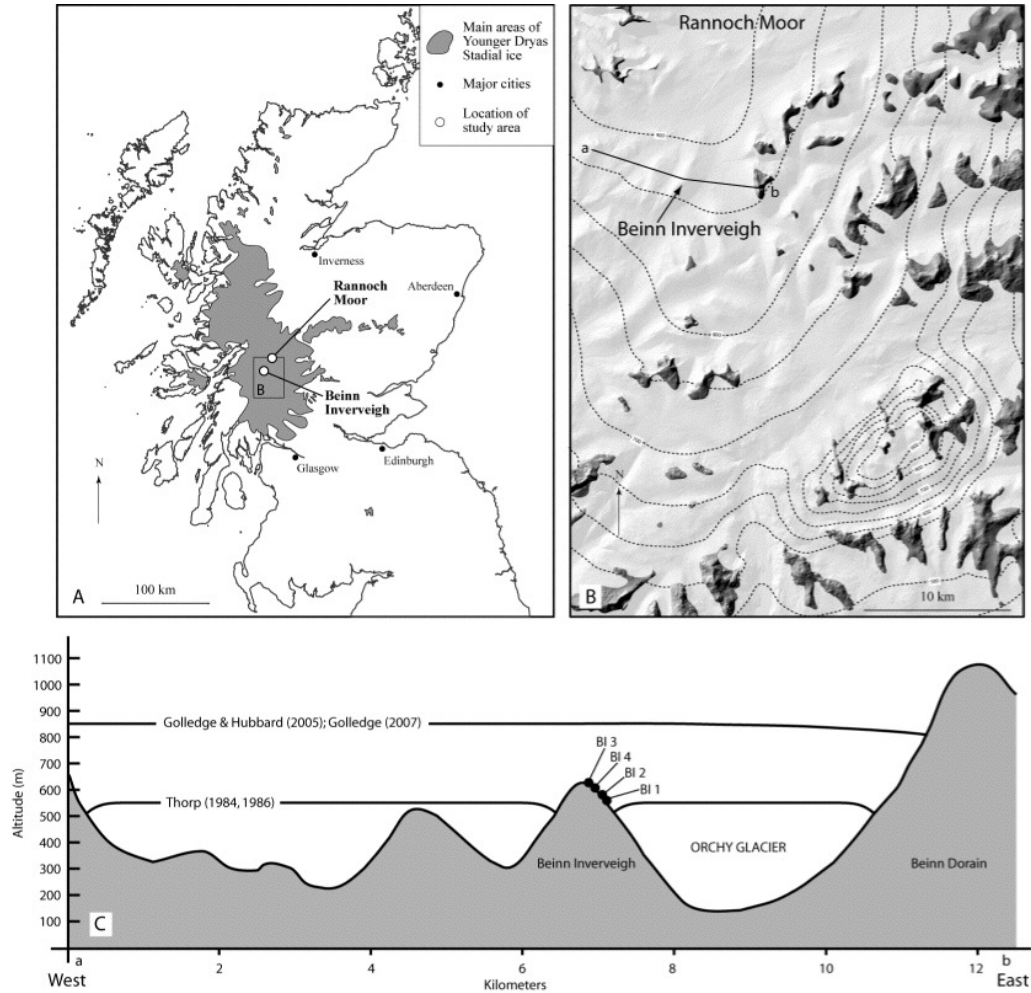 Main areas of
Younger Dryas
Stadial ice
Major cities
Location of
study area
Inverness
Rannoch
Moor
Aberdeen
B
Beinn
Inverveigh
Glasgow
Edinburgh
N
A
100 km
Rannoch Moor
a
b
Beinn Inverveigh
N
B
10 km
Altitude (m)
1100
1000
900
800
700
600
500
400
300
200
100
Golledge & Hubbard (2005); Golledge (2007)
BI 3
BI 4
BI 2
BI 1
Thorp (1984, 1986)
Beinn Inverveigh
ORCHY GLACIER
Beinn Dorain
C
0
2
4
6
8
10
12
a
b
West
Kilometers
East